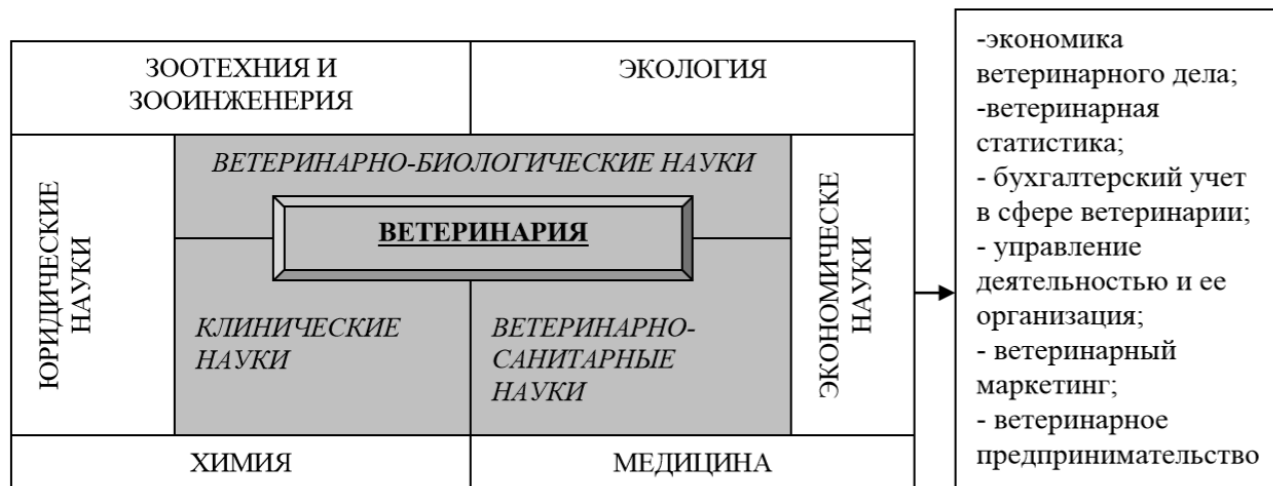 ЗООТЕХНИЯ И
ЗООИНЖЕНЕРИЯ
ЭКОЛОГИЯ
ЮРИДИЧЕСКИЕ
НАУКИ
ВЕТЕРИНАРНО-БИОЛОГИЧЕСКИЕ НАУКИ
ВЕТЕРИНАРИЯ
КЛИНИЧЕСКИЕ
НАУКИ
ВЕТЕРИНАРНО-
САНИТАРНЫЕ
НАУКИ
ЭКОНОМИЧЕСКЕ
НАУКИ
ХИМИЯ
МЕДИЦИНА
-экономика
ветеринарного дела;
-ветеринарная
статистика;
- бухгалтерский учет
в сфере ветеринарии;
- управление
деятельностью и ее
организация;
- ветеринарный
маркетинг;
- ветеринарное
предпринимательство